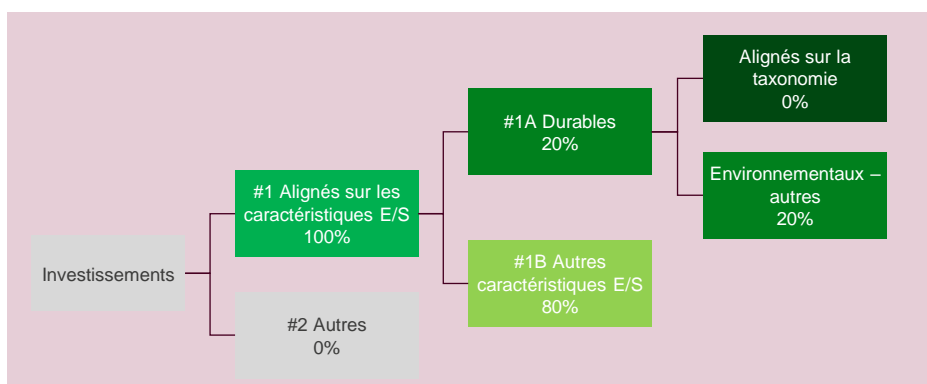 Alignés sur la
taxonomie
0%
#1A Durables
20%
Environnementaux –
autres
20%
#1 Alignés sur les
caractéristiques E/S
100%
Investissements
#1B Autres
caractéristiques E/S
80%
#2 Autres
0%